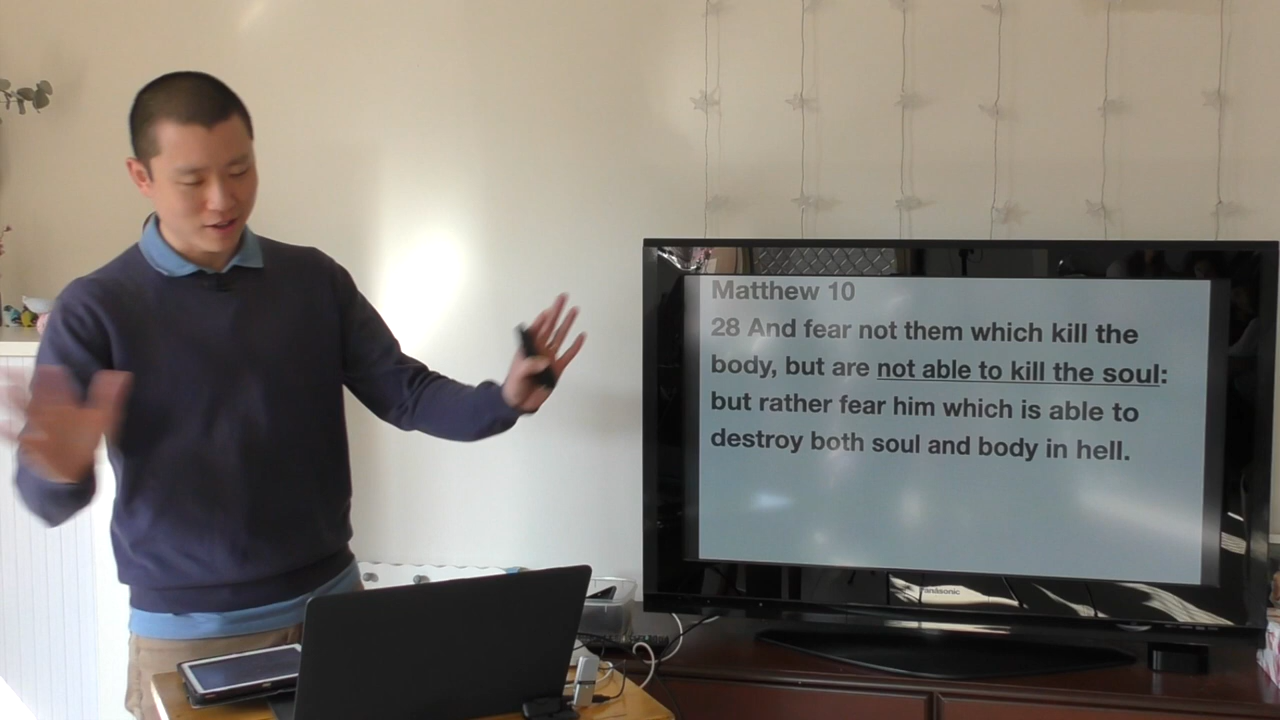 Matthew 10
28 And fear not them which kill the
body, but are not able to kill the soul:
but rather fear him which is able to
destroy both soul and body in hell.
Panasonic